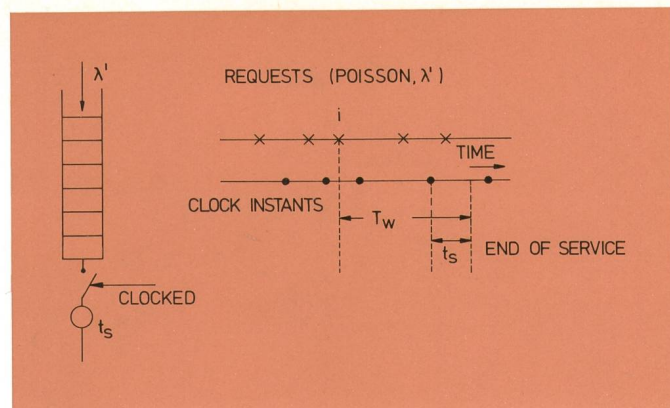 λ'
REQUESTS (POISSON, λ')
i
TIME
CLOCK INSTANTS
T_w
t_s
END OF SERVICE
CLOCKED
t_s